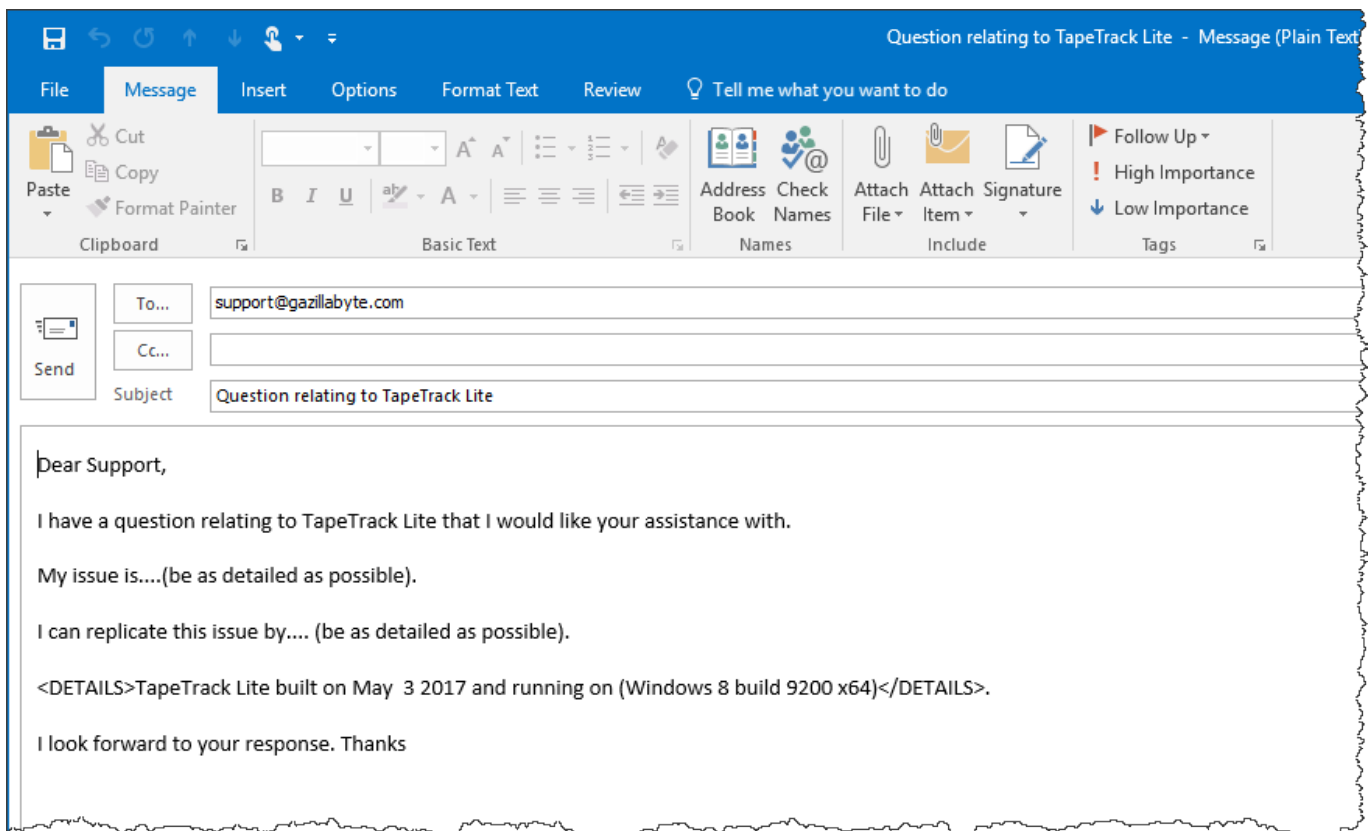 Question relating to TapeTrack Lite - Message (Plain Text
File Message Insert Options Format Text Review Tell me what you want to do
Paste
Cut
Copy
Format Painter
Clipboard
B I U
Basic Text
Address Book
Check Names
Names
Attach File
Attach Item
Signature
Include
Follow Up
High Importance
Low Importance
Tags
Send
To... support@gazillabyte.com
Cc...
Subject Question relating to TapeTrack Lite
Dear Support,
I have a question relating to TapeTrack Lite that I would like your assistance with.
My issue is....(be as detailed as possible).
I can replicate this issue by.... (be as detailed as possible).
<DETAILS>TapeTrack Lite built on May  3 2017 and running on (Windows 8 build 9200 x64)</DETAILS>.
I look forward to your response. Thanks